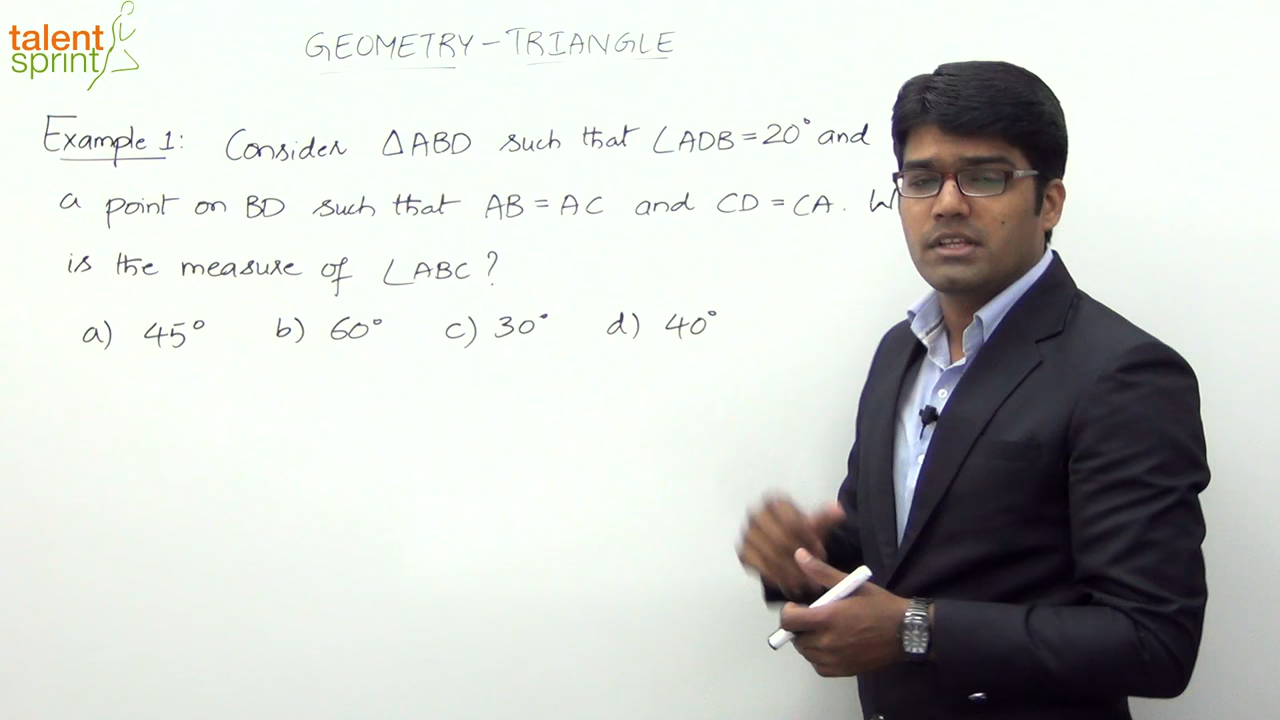 talent
sprint
GEOMETRY-TRIANGLE
Example 1: Consider △ABD such that ∠ADB = 20° and
a point on BD such that AB = AC and CD = CA.
is the measure of ∠ABC?
a) 45° b) 60° c) 30° d) 40°